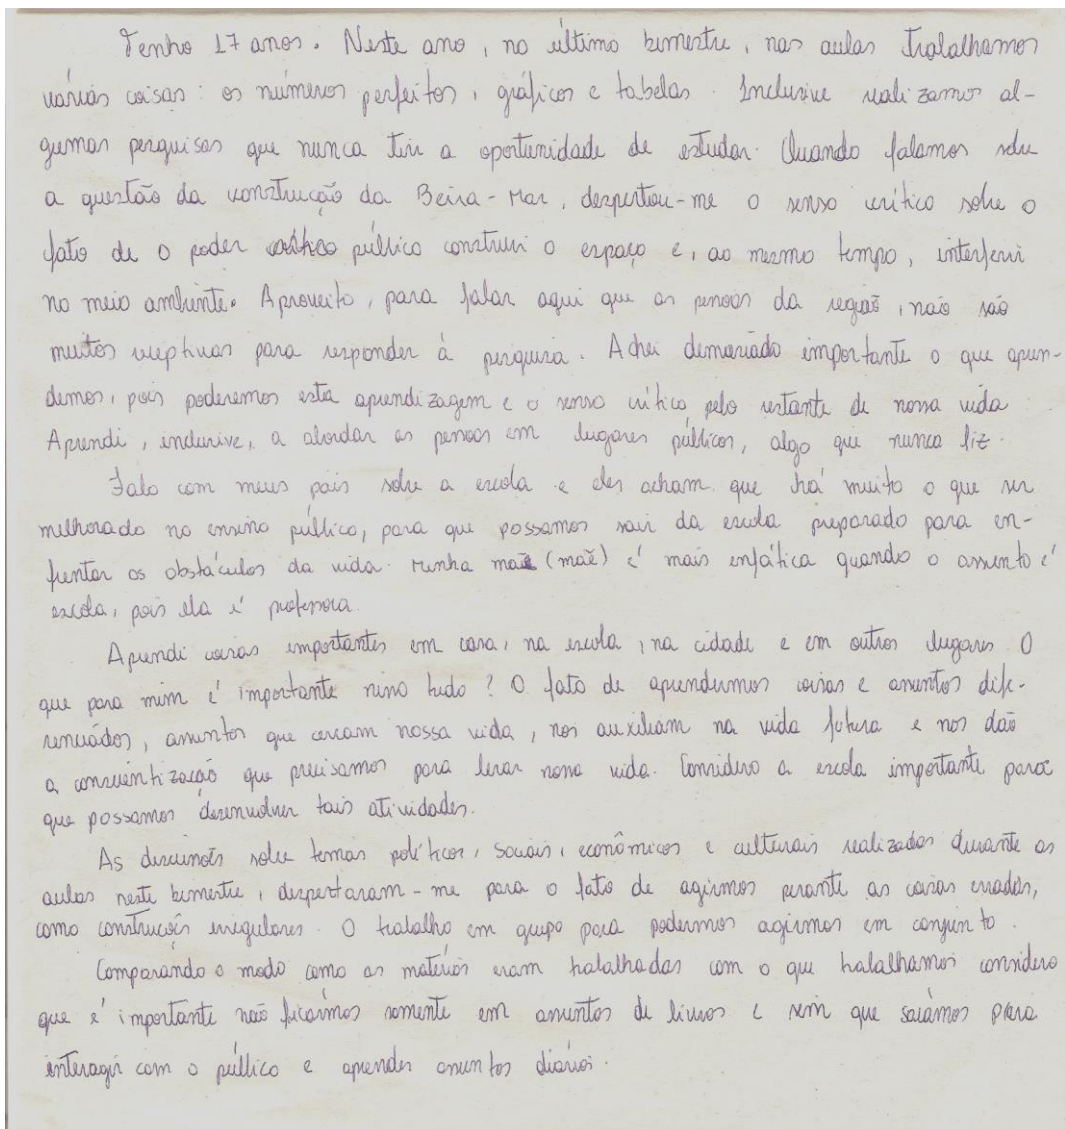 Tenho 17 anos. Neste ano, no último bimestre, nas aulas trabalhamos
várias coisas: os números perfeitos, gráficos e tabelas. Inclusive realizamos al-
gumas pesquisas que nunca tive a oportunidade de estudar. Quando falamos sobre
a questão da construção da Beira-Mar, despertou-me o senso crítico sobre o
fato de o poder público construir o espaço e, ao mesmo tempo, interferir
no meio ambiente. Aproveito, para falar aqui que as pessoas da região, não são
muitos receptivas para responder à pesquisa. Achei demasiado importante o que apren-
demos, pois poderemos esta aprendizagem e o senso crítico pelo restante de nossa vida
Aprendi, inclusive, a abordar as pessoas em lugares públicos, algo que nunca fiz.
Falo com meus pais sobre a escola e eles acham que há muito o que ser
melhorado no ensino público, para que possamos sair da escola preparado para en-
frentar os obstáculos da vida. Minha mãe (mãe) é mais enfática quando o assunto é
escola, pois ela é professora.
Aprendi coisas importantes em casa, na escola, na cidade e em outros lugares. O
que para mim é importante nisso tudo? O fato de aprendermos coisas e assuntos dife-
renciados, assuntos que cercam nossa vida, nos auxiliam na vida futura e nos dão
a conscientização que precisamos para levar nossa vida. Considero a escola importante para
que possamos desenvolver tais atividades.
As discussões sobre temas políticos, sociais, econômicos e culturais realizadas durante as
aulas neste bimestre, despertaram-me para o fato de agirmos perante as coisas erradas,
como construções irregulares. O trabalho em grupo para podermos agirmos em conjunto.
Comparando o modo como as matérias eram trabalhadas com o que trabalhamos considero
que é importante não ficarmos somente em assuntos de livros e sem que saiámos para
interagir com o público e aprender assuntos diários.